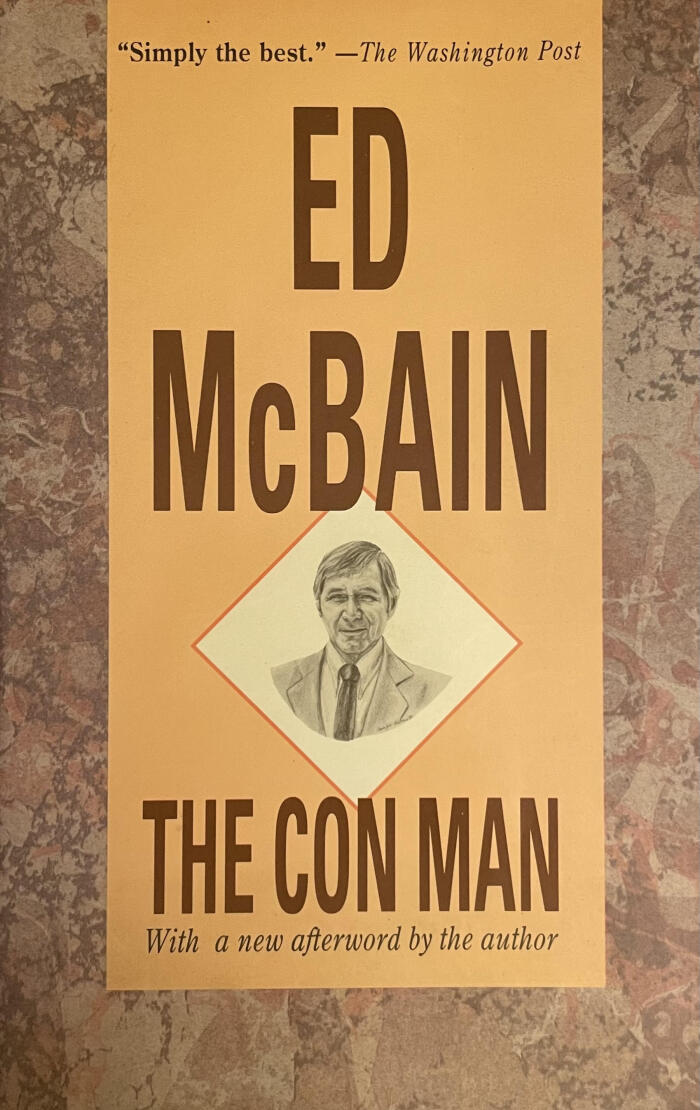 “Simply the best.” —The Washington Post
ED
McBAIN
THE CON MAN
With a new afterword by the author